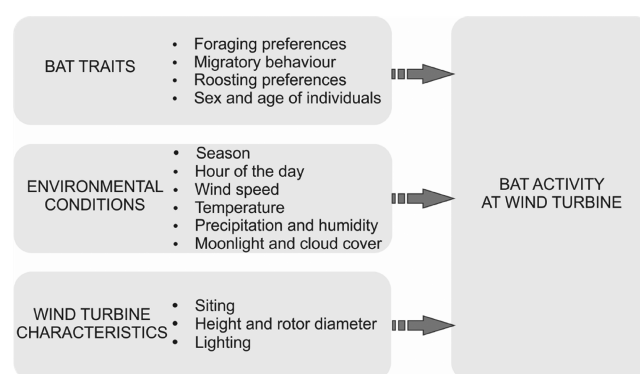 BAT TRAITS
• Foraging preferences
• Migratory behaviour
• Roosting preferences
• Sex and age of individuals
ENVIRONMENTAL
CONDITIONS
• Season
• Hour of the day
• Wind speed
• Temperature
• Precipitation and humidity
• Moonlight and cloud cover
WIND TURBINE
CHARACTERISTICS
• Siting
• Height and rotor diameter
• Lighting
BAT ACTIVITY
AT WIND TURBINE